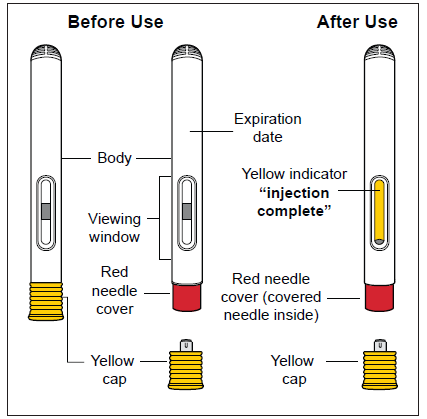 Before Use
After Use
Expiration
date
Body
Yellow indicator
“injection
complete”
Viewing
window
Red
needle
cover
Red needle
cover (covered
needle inside)
Yellow
cap
Yellow
cap